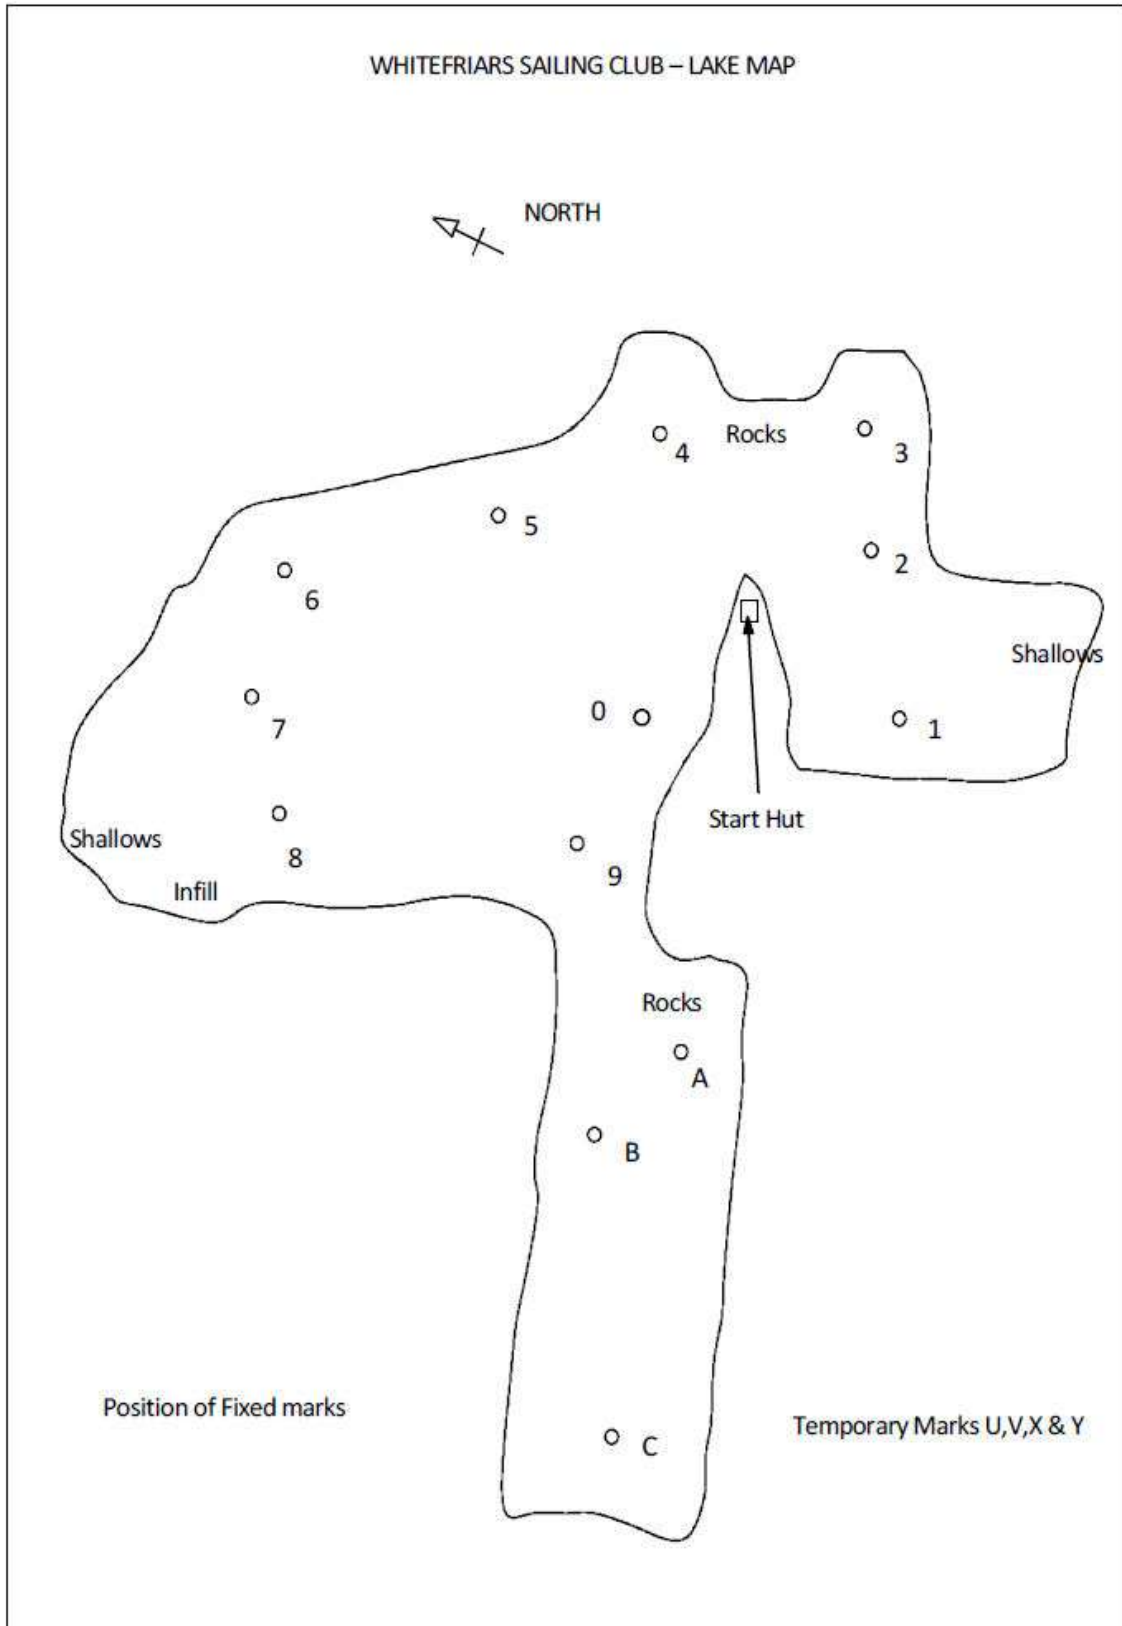 WHITEFRIARS SAILING CLUB – LAKE MAP
NORTH
4
Rocks
3
5
2
6
Shallows
0
1
7
Start Hut
Shallows
8
9
Infill
Rocks
A
B
Position of Fixed marks
Temporary Marks U,V,X & Y
C